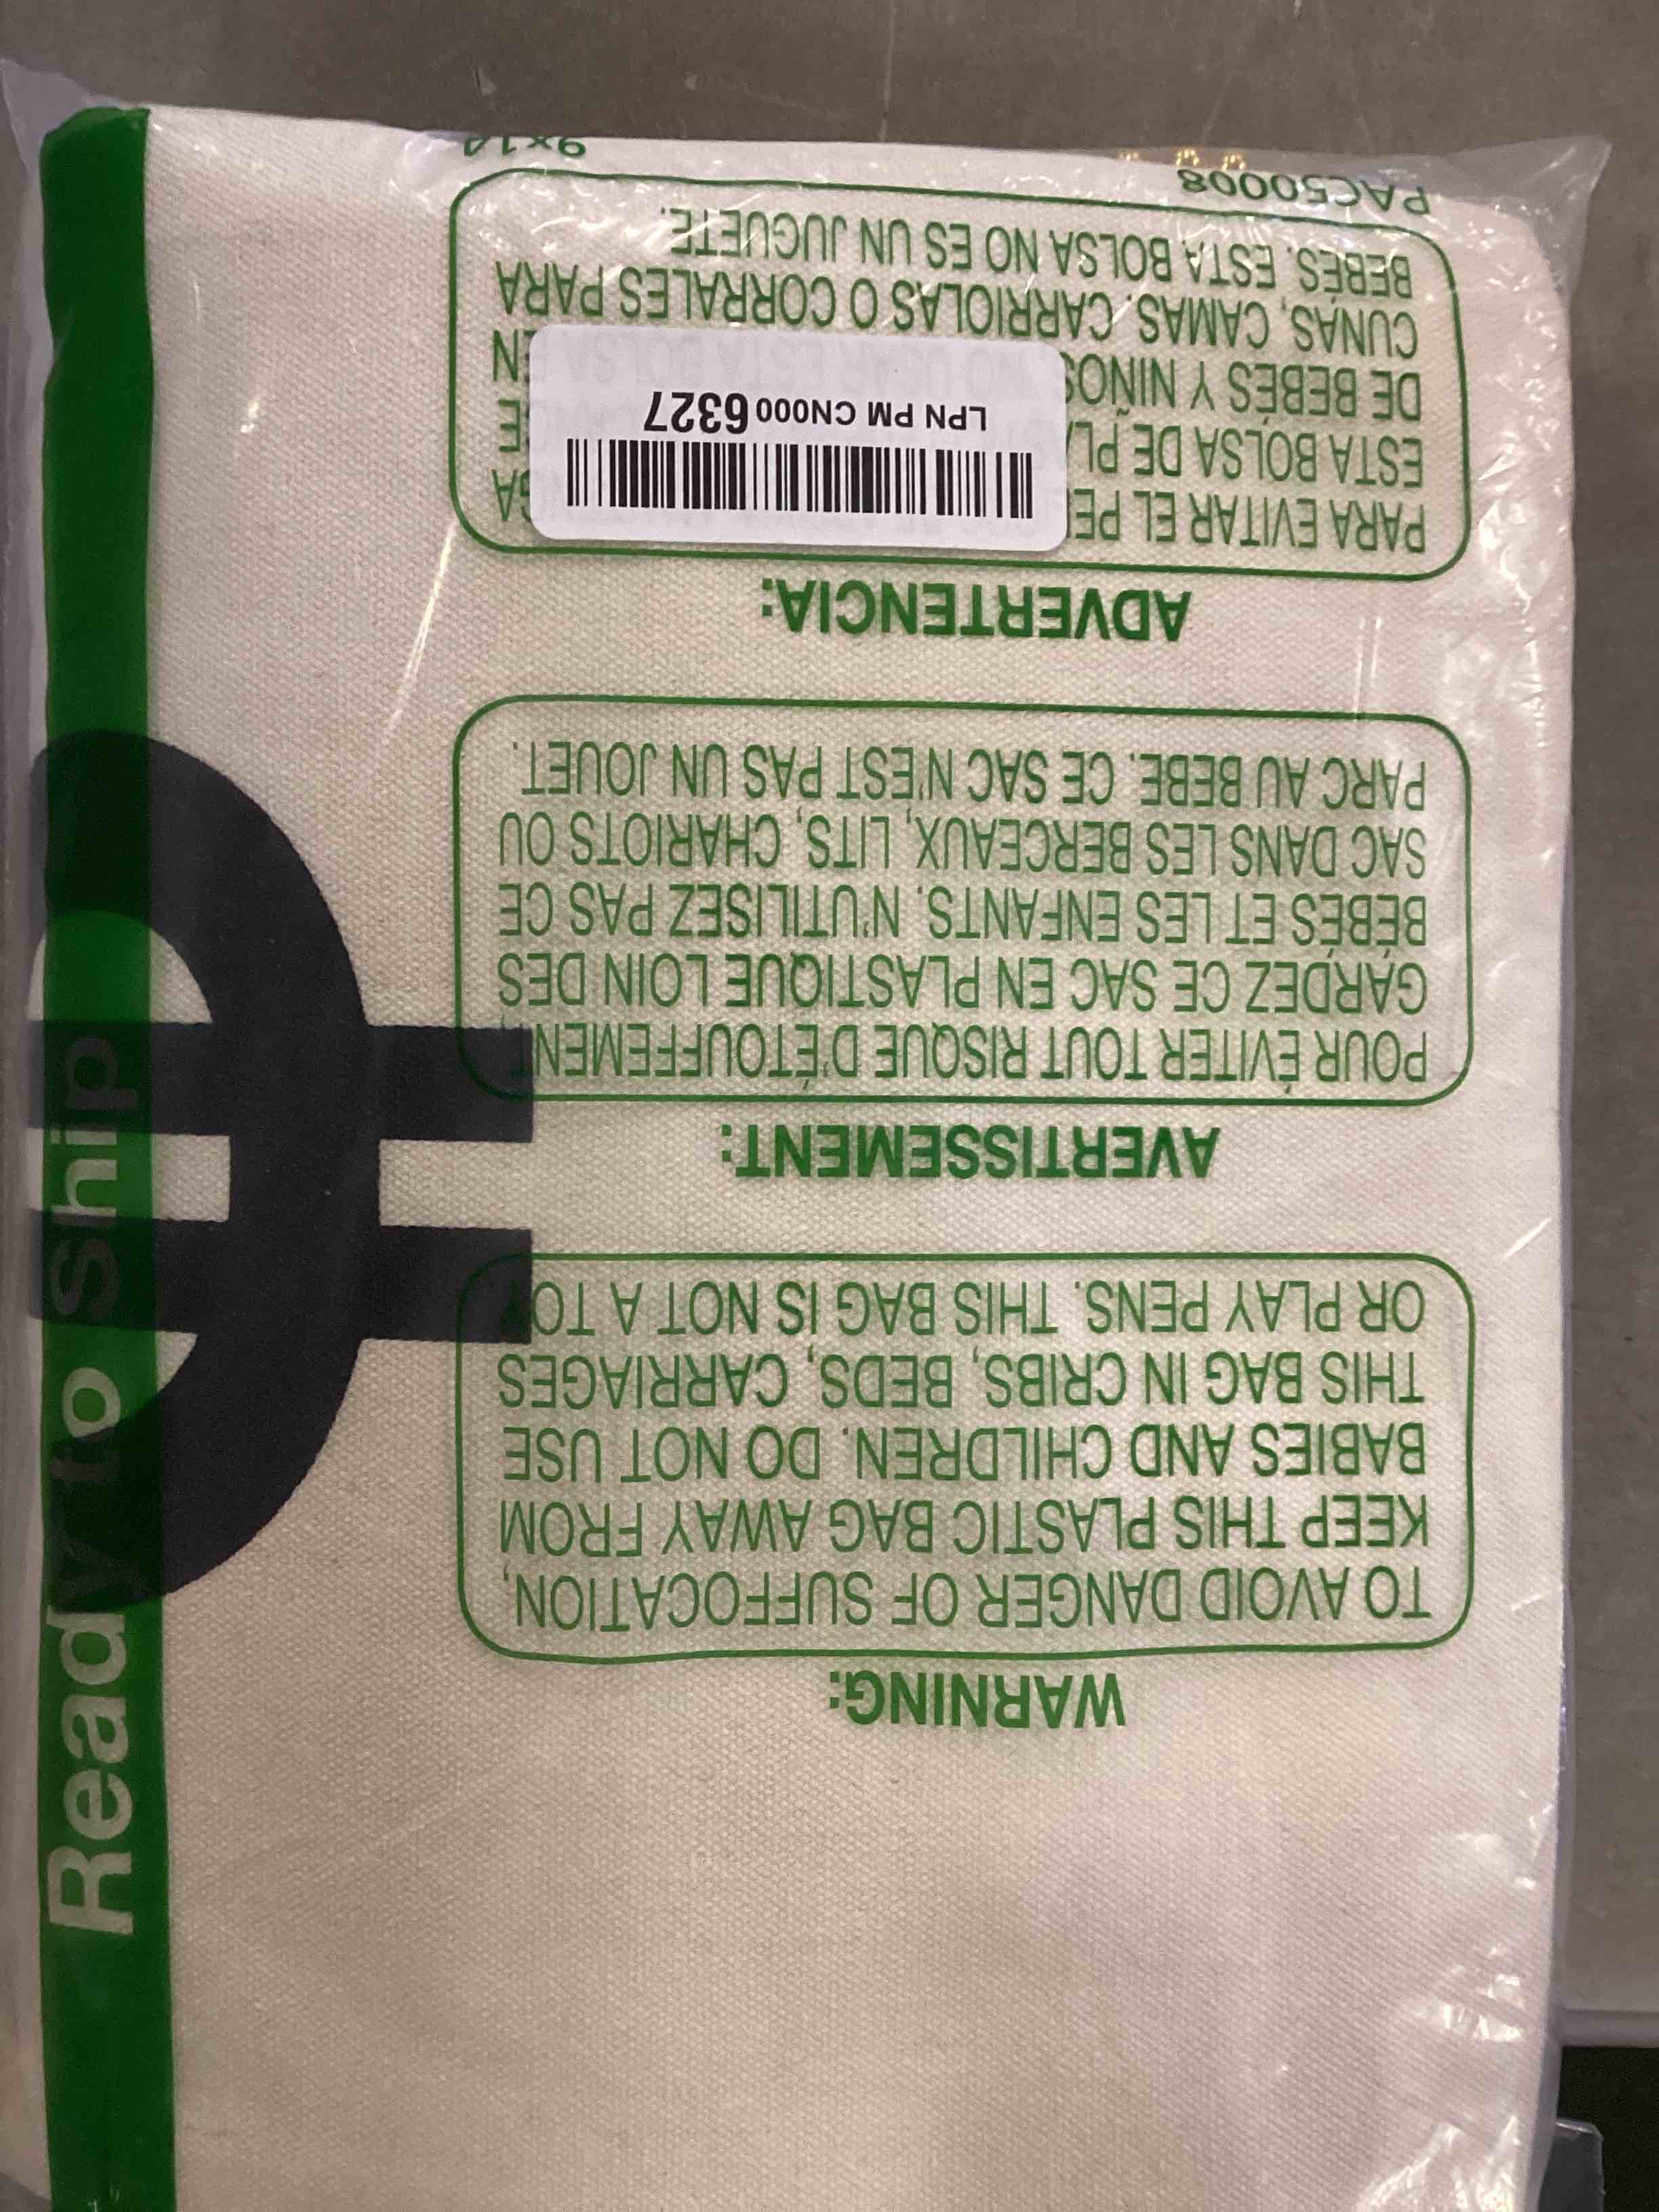 WARNING:
TO AVOID DANGER OF SUFFOCATION,
KEEP THIS PLASTIC BAG AWAY FROM
BABIES AND CHILDREN. DO NOT USE
THIS BAG IN CRIBS, BEDS, CARRIAGES
OR PLAY PENS. THIS BAG IS NOT A TOY
AVERTISSEMENT:
POUR ÉVITER TOUT RISQUE D'ÉTOUFFEMENT,
GARDEZ CE SAC EN PLASTIQUE LOIN DES
BÉBÉS ET LES ENFANTS. N'UTILISEZ PAS CE
SAC DANS LES BERCEAUX, LITS, CHARIOTS OU
PARC AU BEBE. CE SAC N'EST PAS UN JOUET.
ADVERTENCIA:
PARA EVITAR EL
ESTA BOLSA DE
DE BEBÉS Y NIÑOS EN
CUNAS, CAMAS, CARRIOLAS O CORRALES PARA
BEBÉS. ESTA BOLSA NO ES UN JUGUETE.
PAC50008 9x14
LPN PM CN000 6327
Ready to Ship